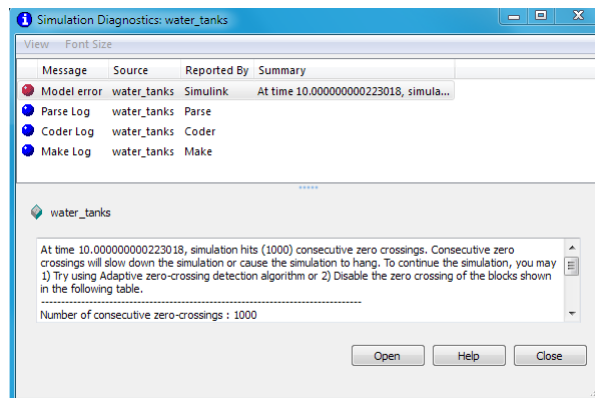 Simulation Diagnostics: water_tanks
View Font Size
Message Source Reported By Summary
Model error water_tanks Simulink At time 10.000000000223018, simula...
Parse Log water_tanks Parse
Coder Log water_tanks Coder
Make Log water_tanks Make
water_tanks
At time 10.000000000223018, simulation hits (1000) consecutive zero crossings. Consecutive zero
crossings will slow down the simulation or cause the simulation to hang. To continue the simulation, you may
1) Try using Adaptive zero-crossing detection algorithm or 2) Disable the zero crossing of the blocks shown
in the following table.
--------------------------------------------------------------------------------
Number of consecutive zero-crossings : 1000
Open Help Close